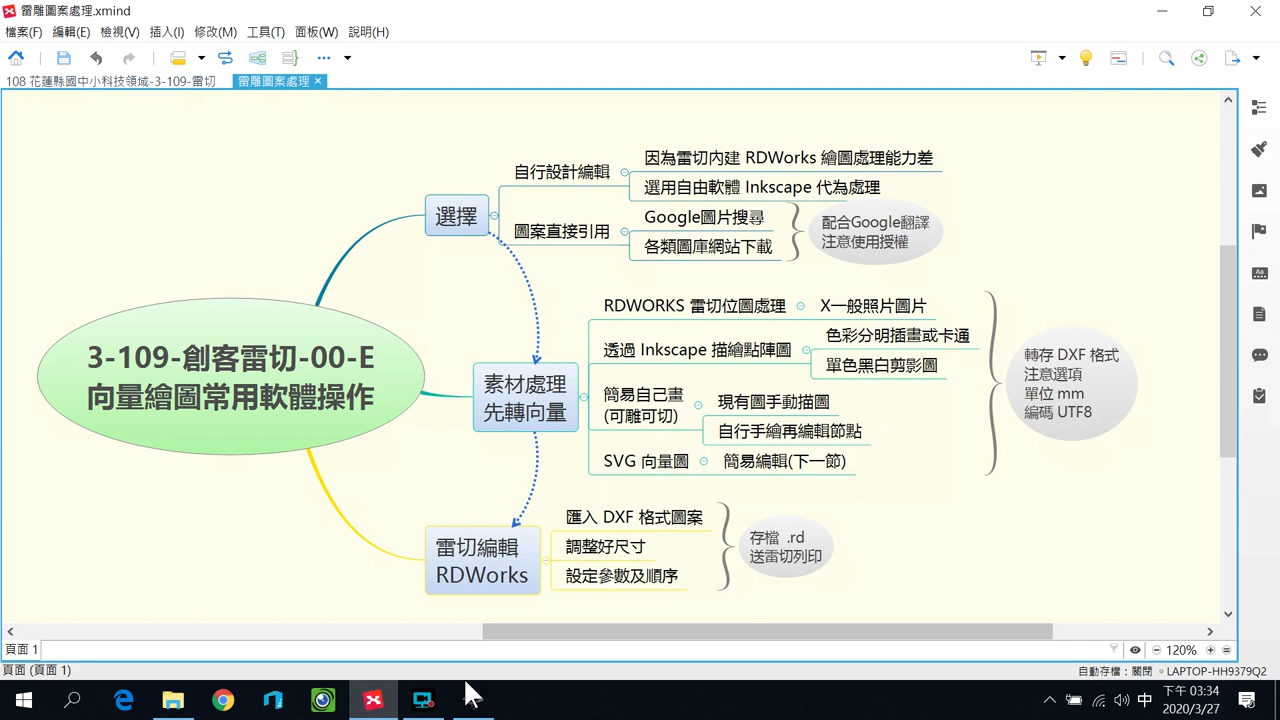 雷雕圖案處理.xmind
檔案(F) 編輯(E) 檢視(V) 插入(I) 修改(M) 工具(T) 面板(W) 說明(H)
108 花蓮縣國中小科技領域-3-109-雷切
雷雕圖案處理
3-109-創客雷切-00-E
向量繪圖常用軟體操作
選擇
自行設計編輯
因為雷切內建 RDWorks 繪圖處理能力差
選用自由軟體 Inkscape 代為處理
圖案直接引用
Google圖片搜尋
各類圖庫網站下載
配合Google翻譯
注意使用授權
素材處理
先轉向量
RDWORKS 雷切位圖處理
X一般照片圖片
透過 Inkscape 描繪點陣圖
色彩分明插畫或卡通
單色黑白剪影圖
簡易自己畫
(可雕可切)
現有圖手動描圖
自行手繪再編輯節點
SVG 向量圖
簡易編輯(下一節)
轉存 DXF 格式
注意選項
單位 mm
編碼 UTF8
雷切編輯
RDWorks
匯入 DXF 格式圖案
調整好尺寸
設定參數及順序
存檔 .rd
送雷切列印
頁面 1
120%
頁面 (頁面 1)
自動存檔：關閉
LAPTOP-HH9379Q2
中
下午 03:34
2020/3/27